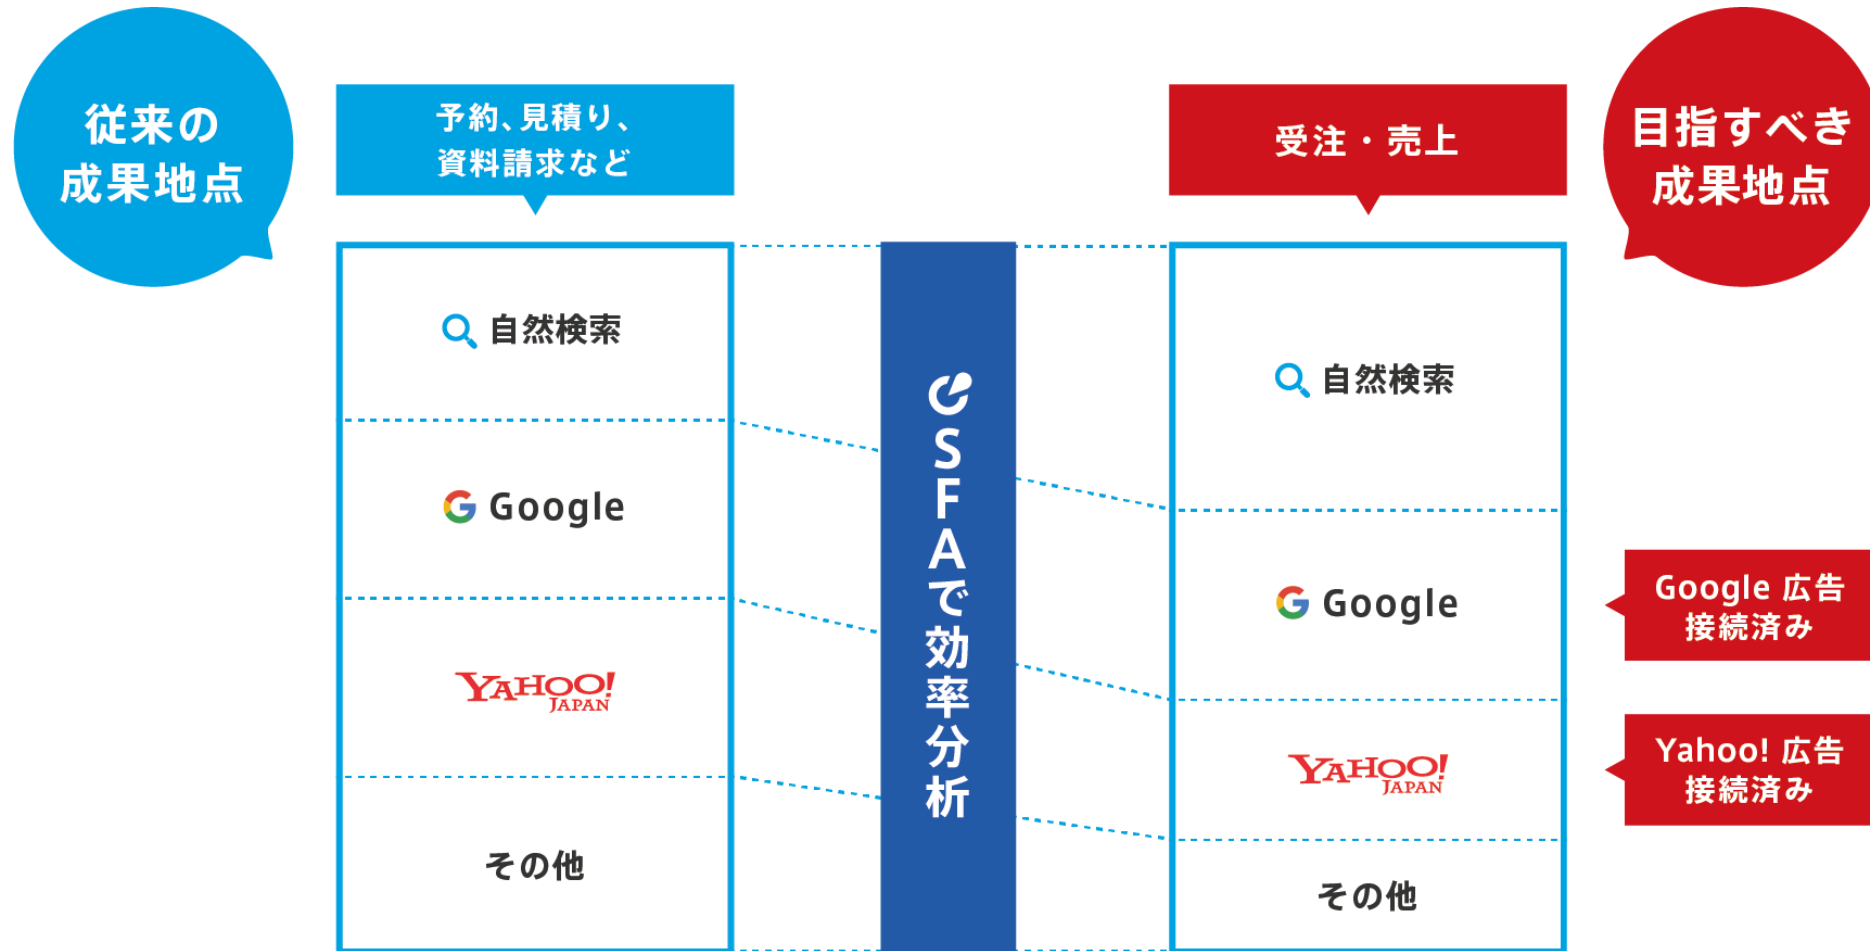 従来の
成果地点
予約、見積り、
資料請求など
自然検索
Google
YAHOO!
JAPAN
その他
SFAで効率分析
受注・売上
目指すべき
成果地点
自然検索
Google
YAHOO!
JAPAN
その他
Google 広告
接続済み
Yahoo! 広告
接続済み